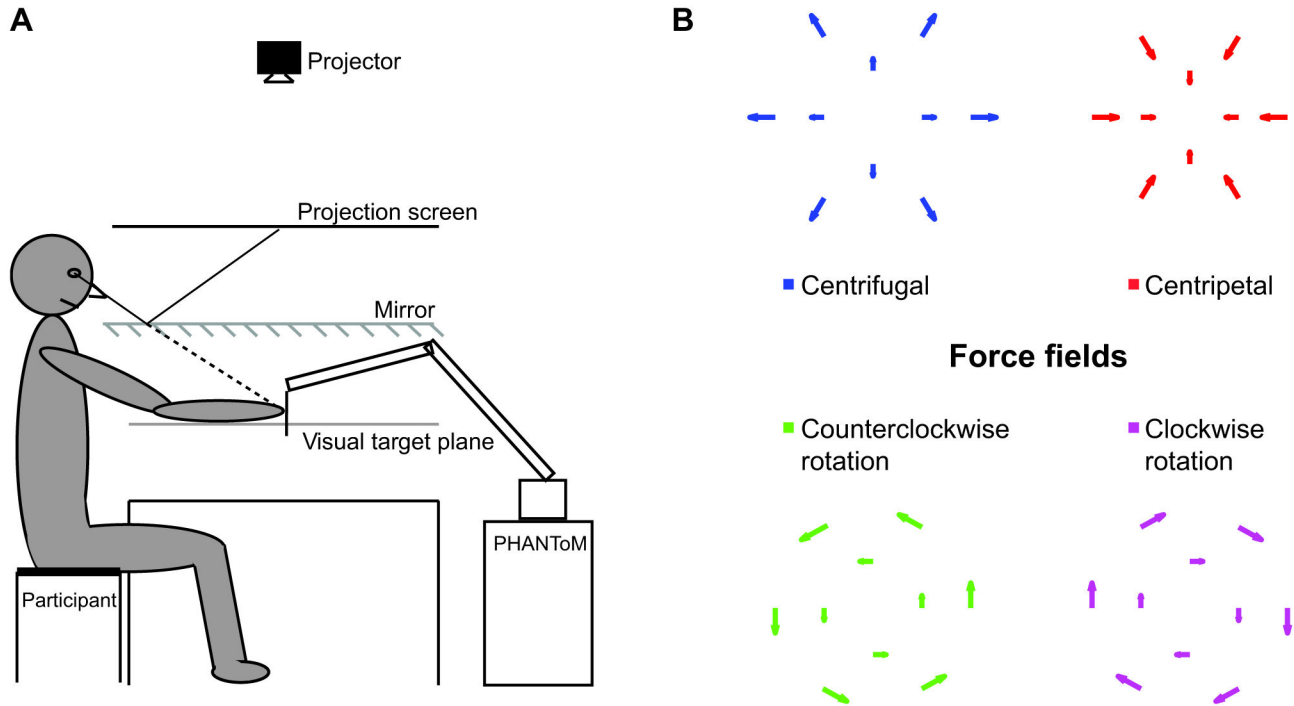 A
Projector
Projection screen
Mirror
Visual target plane
PHANToM
Participant
B
Centrifugal
Centripetal
Force fields
Counterclockwise
rotation
Clockwise
rotation